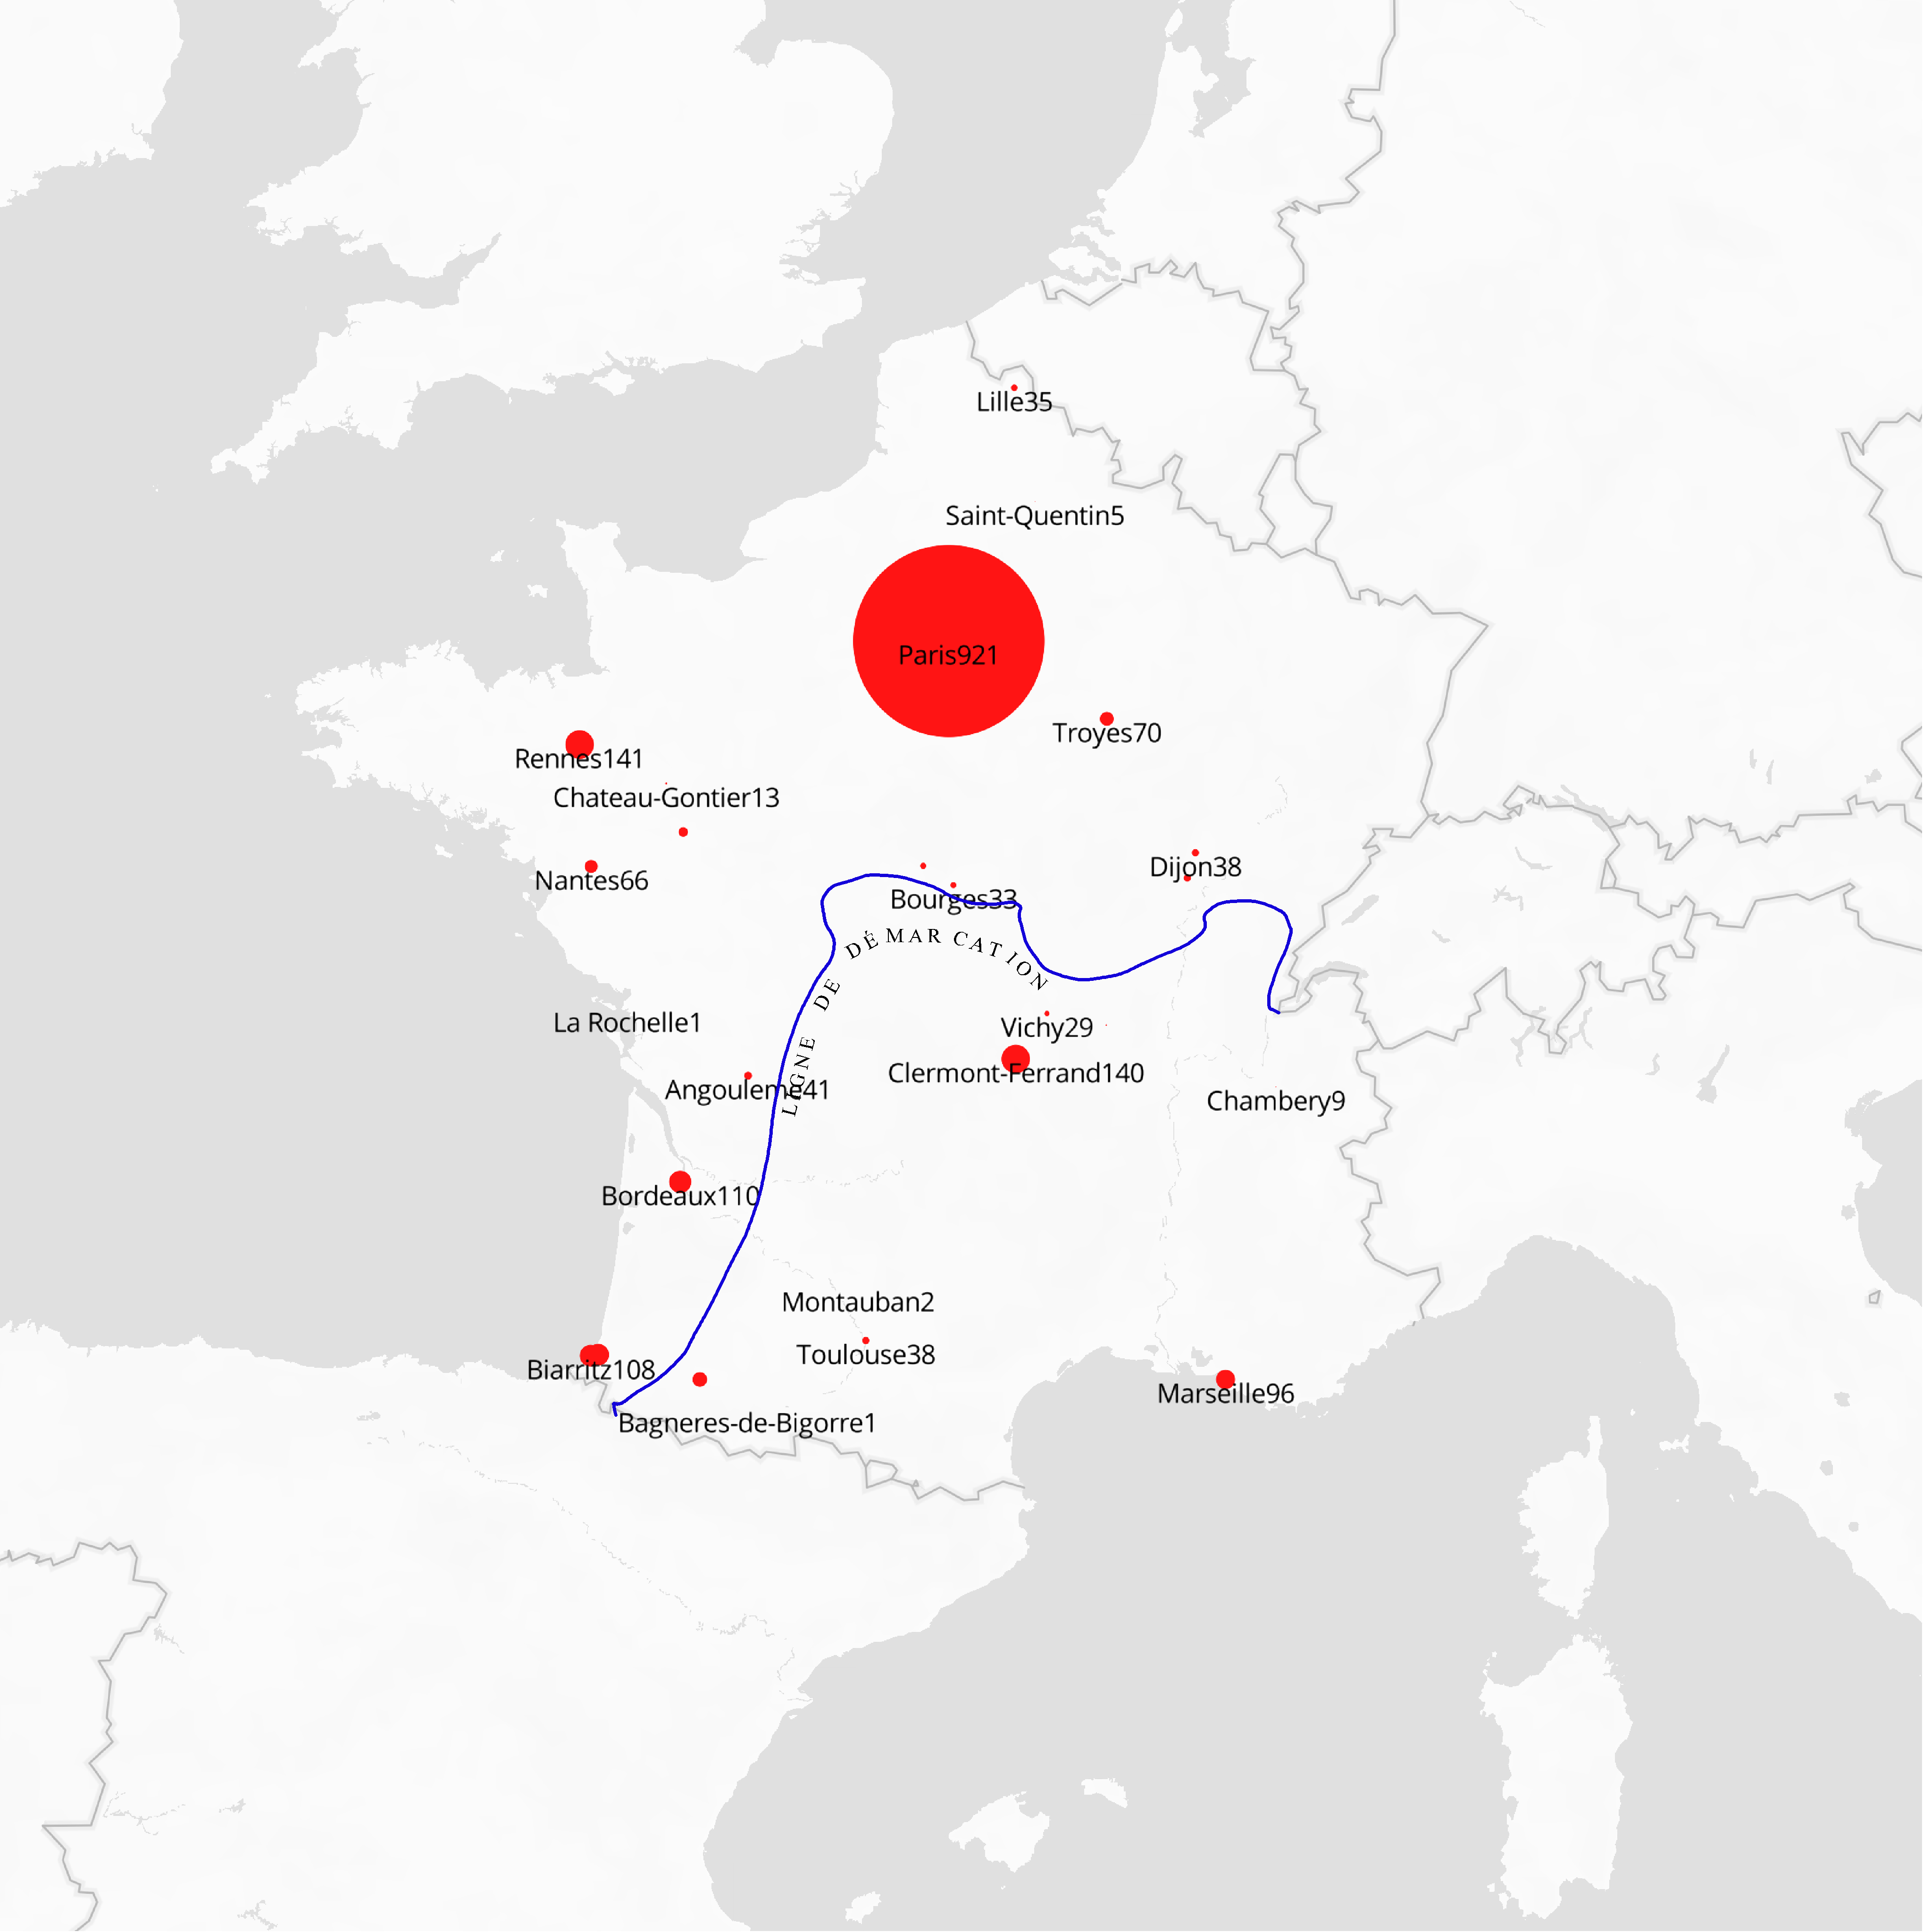 Lille35
Saint-Quentin5
Paris921
Troyes70
Rennes141
Chateau-Gontier13
Dijon38
Nantes66
Bourges33
LIGNE DE DÉMARCATION
La Rochelle1
Vichy29
Clermont-Ferrand140
Angouleme41
Chambery9
Bordeaux110
Montauban2
Toulouse38
Biarritz108
Marseille96
Bagneres-de-Bigorre1